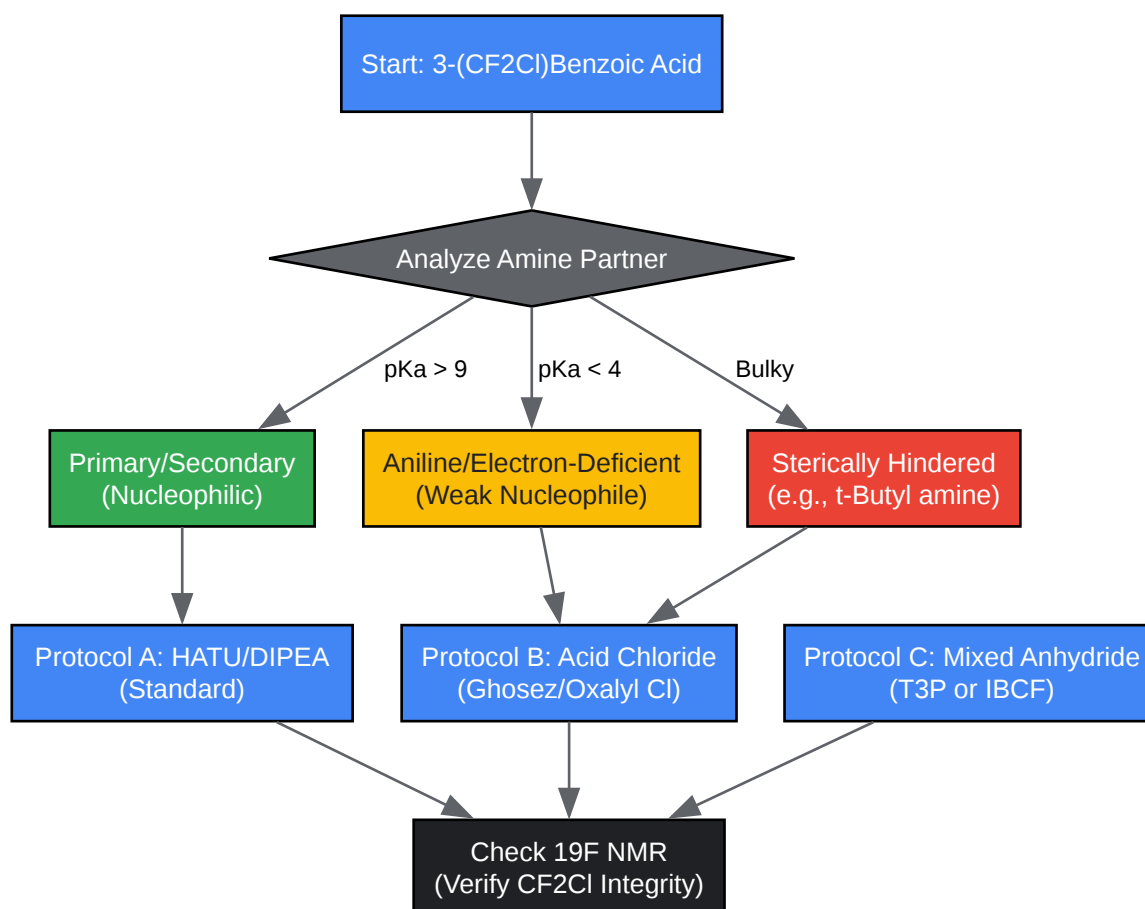 Start: 3-(CF2Cl)Benzoic Acid
Analyze Amine Partner
pKa > 9
pKa < 4
Bulky
Primary/Secondary
(Nucleophilic)
Aniline/Electron-Deficient
(Weak Nucleophile)
Sterically Hindered
(e.g., t-Butyl amine)
Protocol A: HATU/DIPEA
(Standard)
Protocol B: Acid Chloride
(Ghosez/Oxalyl Cl)
Protocol C: Mixed Anhydride
(T3P or IBCF)
Check 19F NMR
(Verify CF2Cl Integrity)